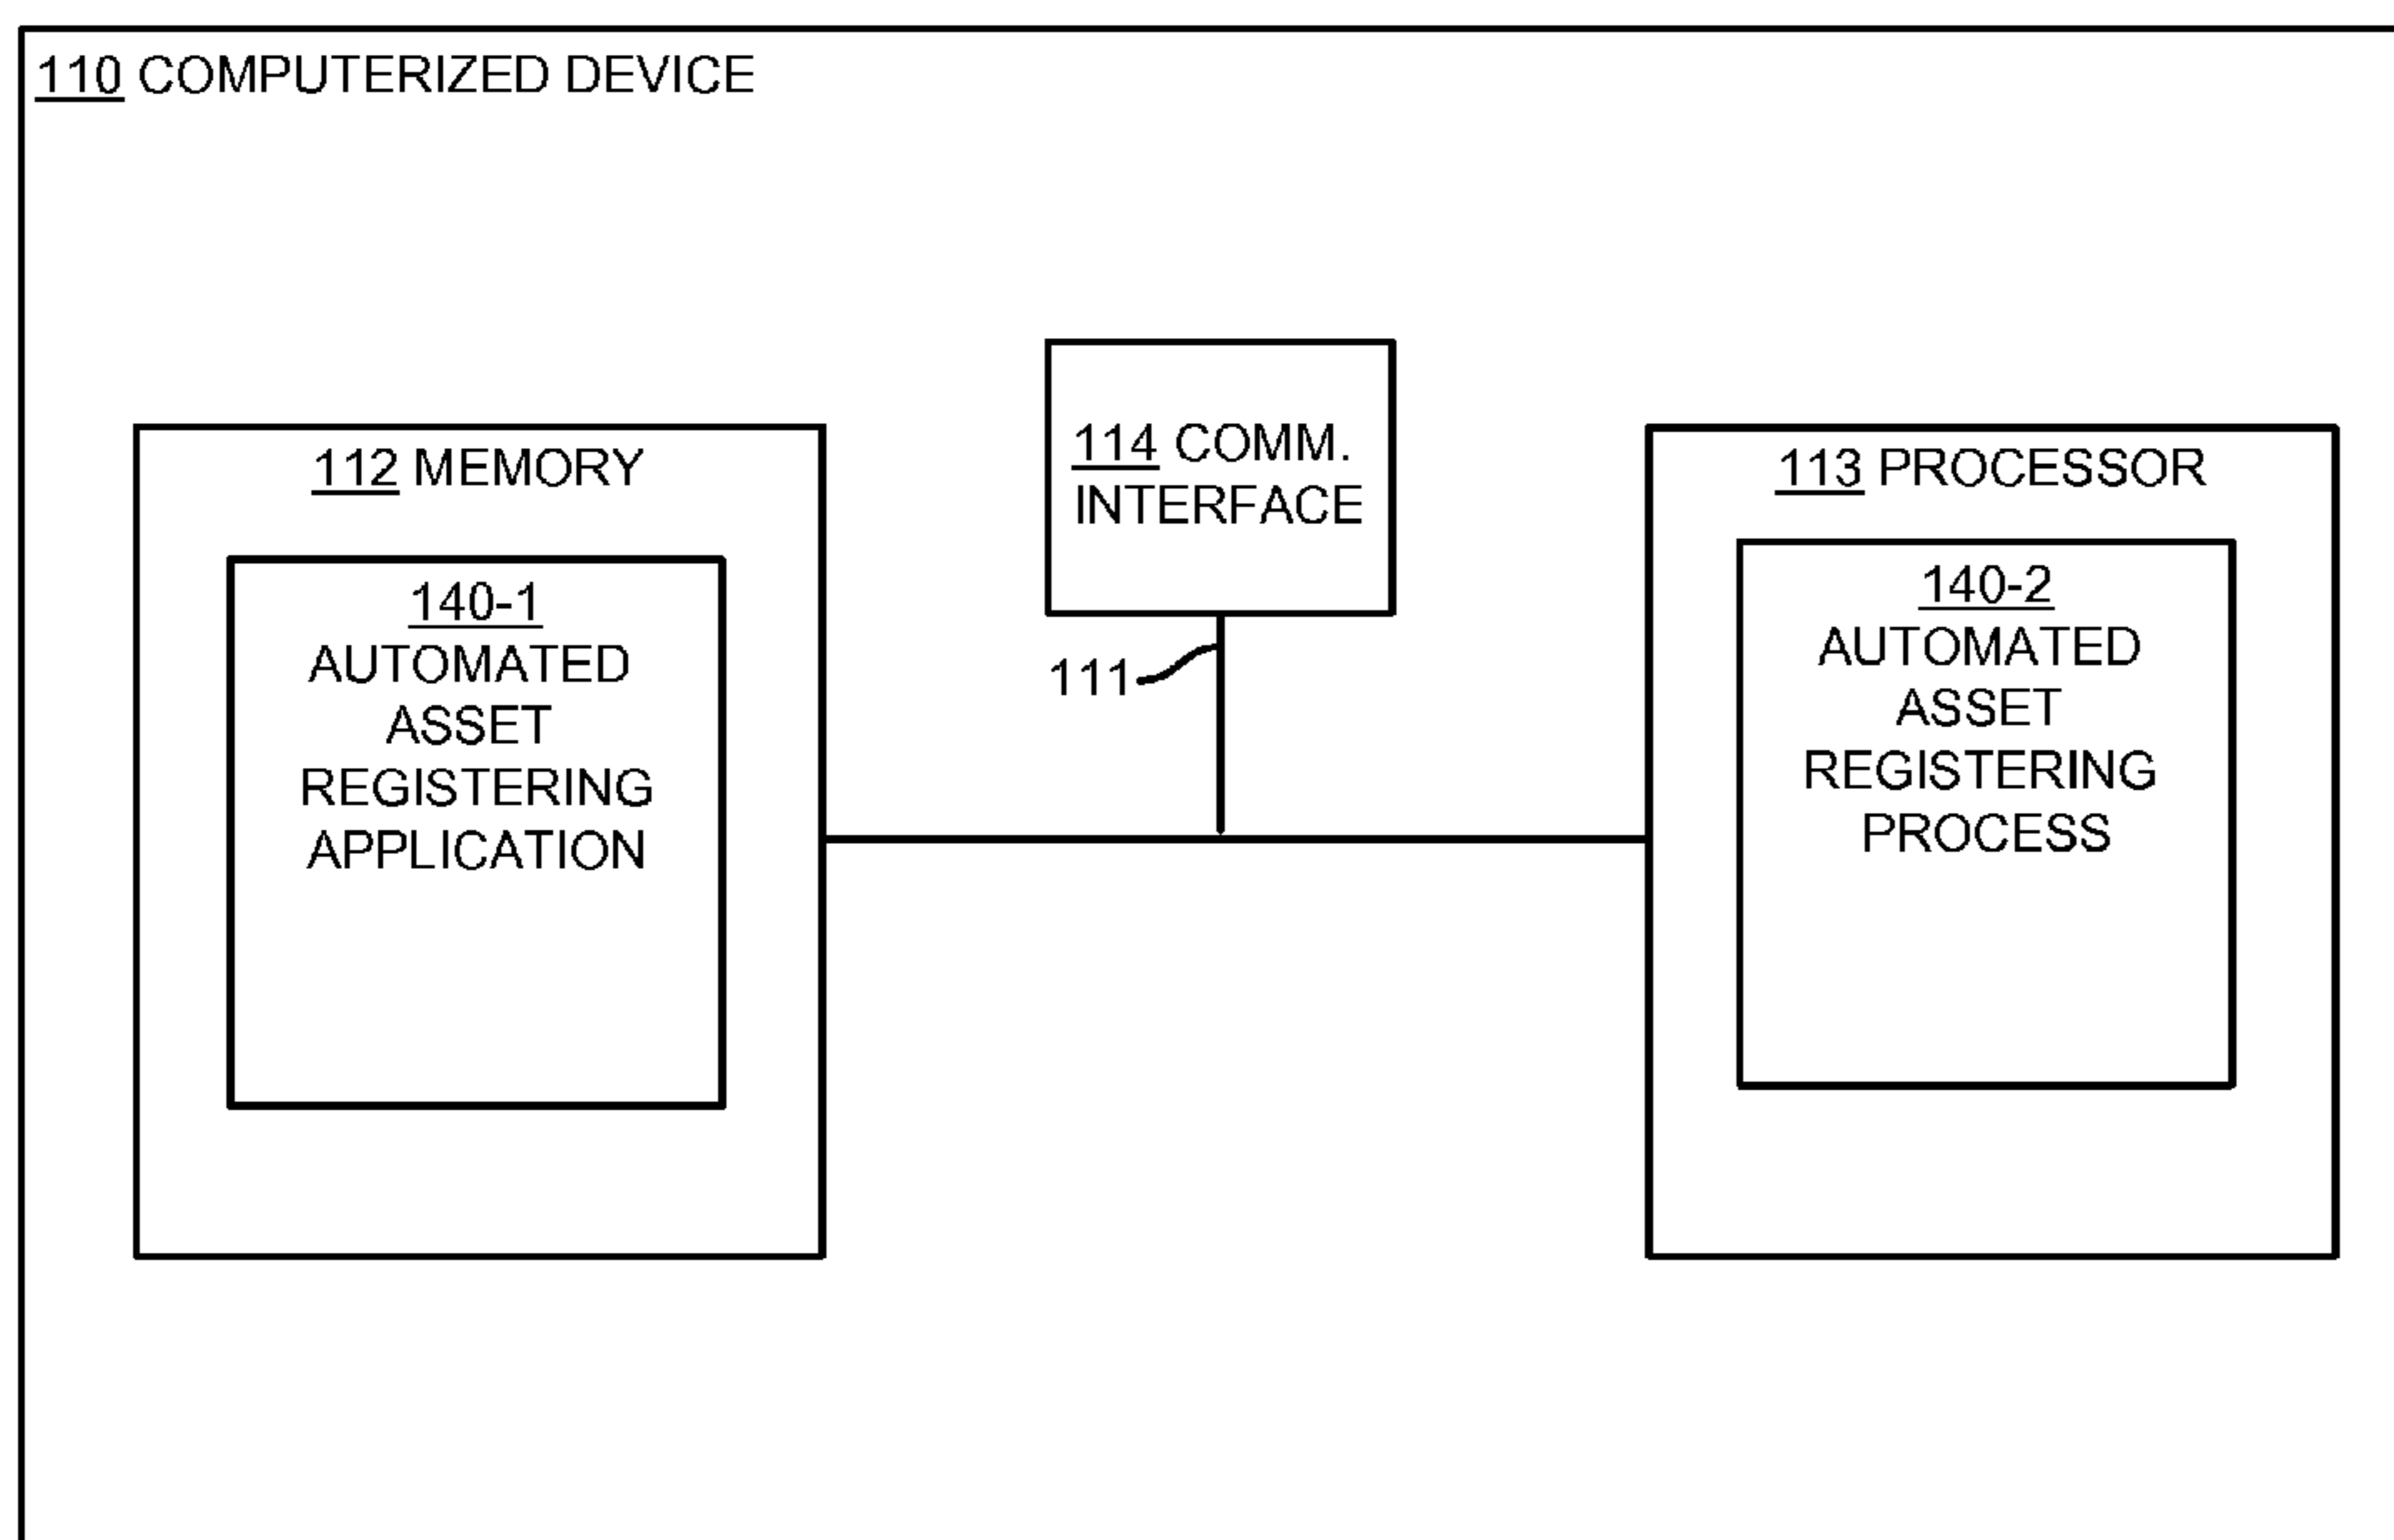 110 COMPUTERIZED DEVICE
114 COMM.
INTERFACE
112 MEMORY
113 PROCESSOR
140-1
AUTOMATED
ASSET
REGISTERING
APPLICATION
111
140-2
AUTOMATED
ASSET
REGISTERING
PROCESS